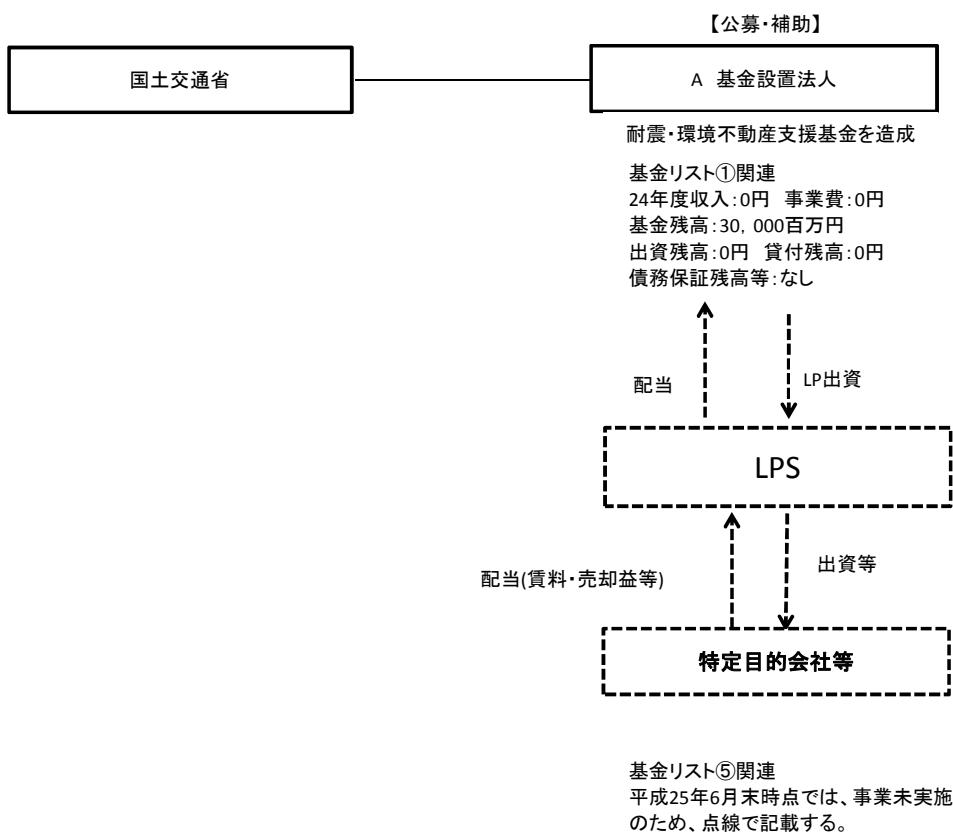 【公募・補助】
国土交通省
A 基金設置法人
耐震・環境不動産支援基金を造成
基金リスト①関連
24年度収入：0円 事業費：0円
基金残高：30，000百万円
出資残高：0円 貸付残高：0円
債務保証残高等：なし
配当
LP出資
LPS
配当(賃料・売却益等)
出資等
特定目的会社等
基金リスト⑤関連
平成25年6月末時点では、事業未実施
のため、点線で記載する。